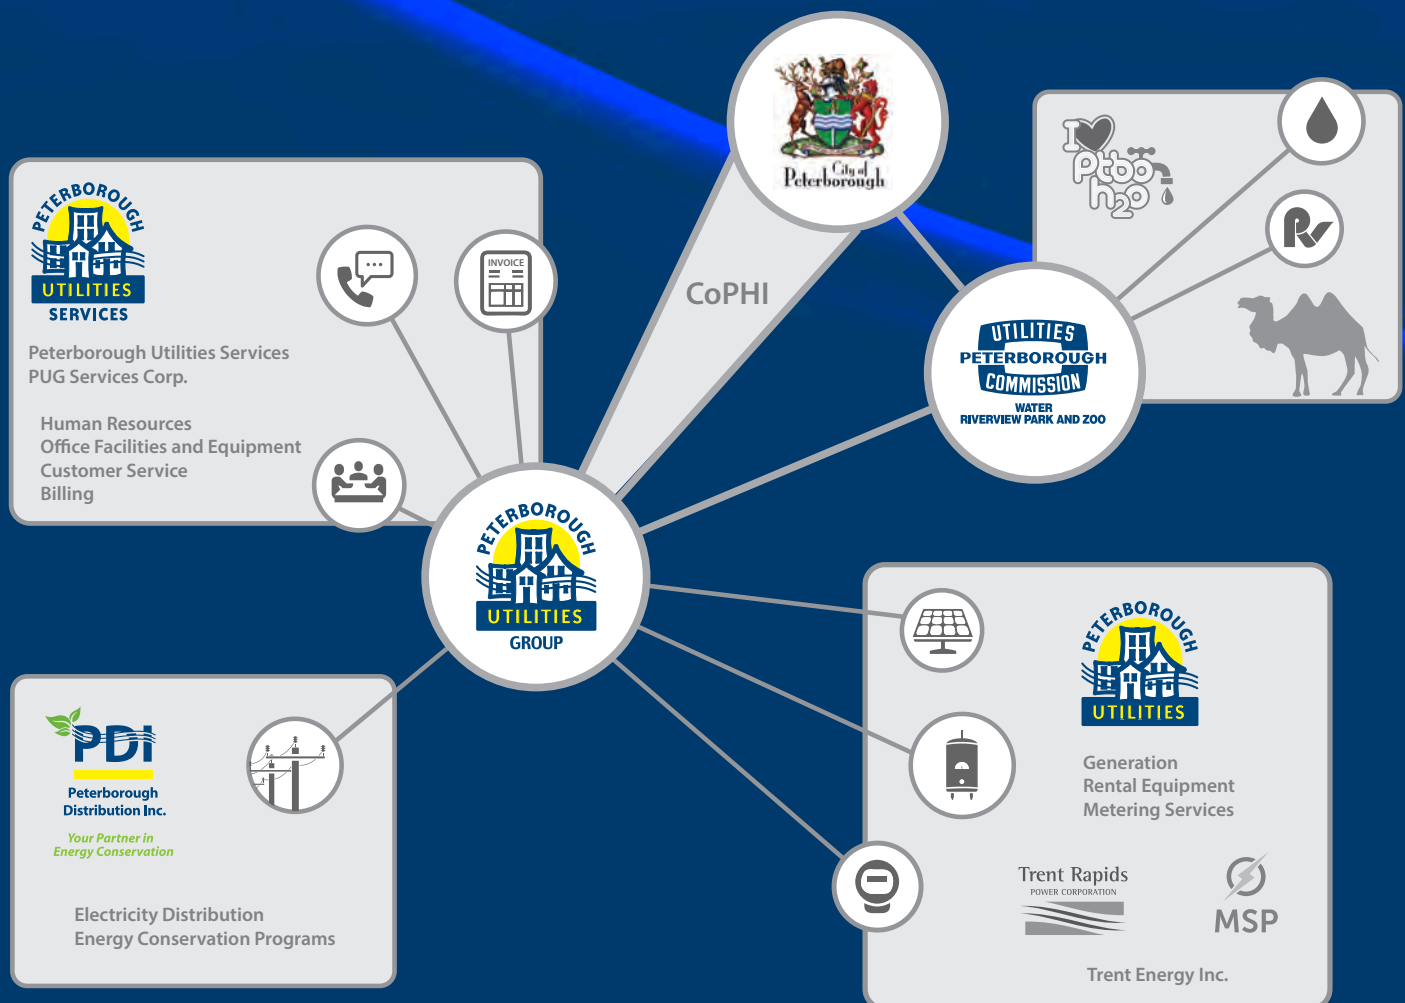 City of
Peterborough
I
Ptbo
h2o
RV
CoPHI
UTILITIES
PETERBOROUGH
COMMISSION
WATER
RIVERVIEW PARK AND ZOO
PETERBOROUGH
UTILITIES
SERVICES
INVOICE
Peterborough Utilities Services
PUG Services Corp.
Human Resources
Office Facilities and Equipment
Customer Service
Billing
PETERBOROUGH
UTILITIES
GROUP
PDI
Peterborough
Distribution Inc.
Your Partner in
Energy Conservation
Electricity Distribution
Energy Conservation Programs
PETERBOROUGH
UTILITIES
Generation
Rental Equipment
Metering Services
Trent Rapids
POWER CORPORATION
MSP
Trent Energy Inc.